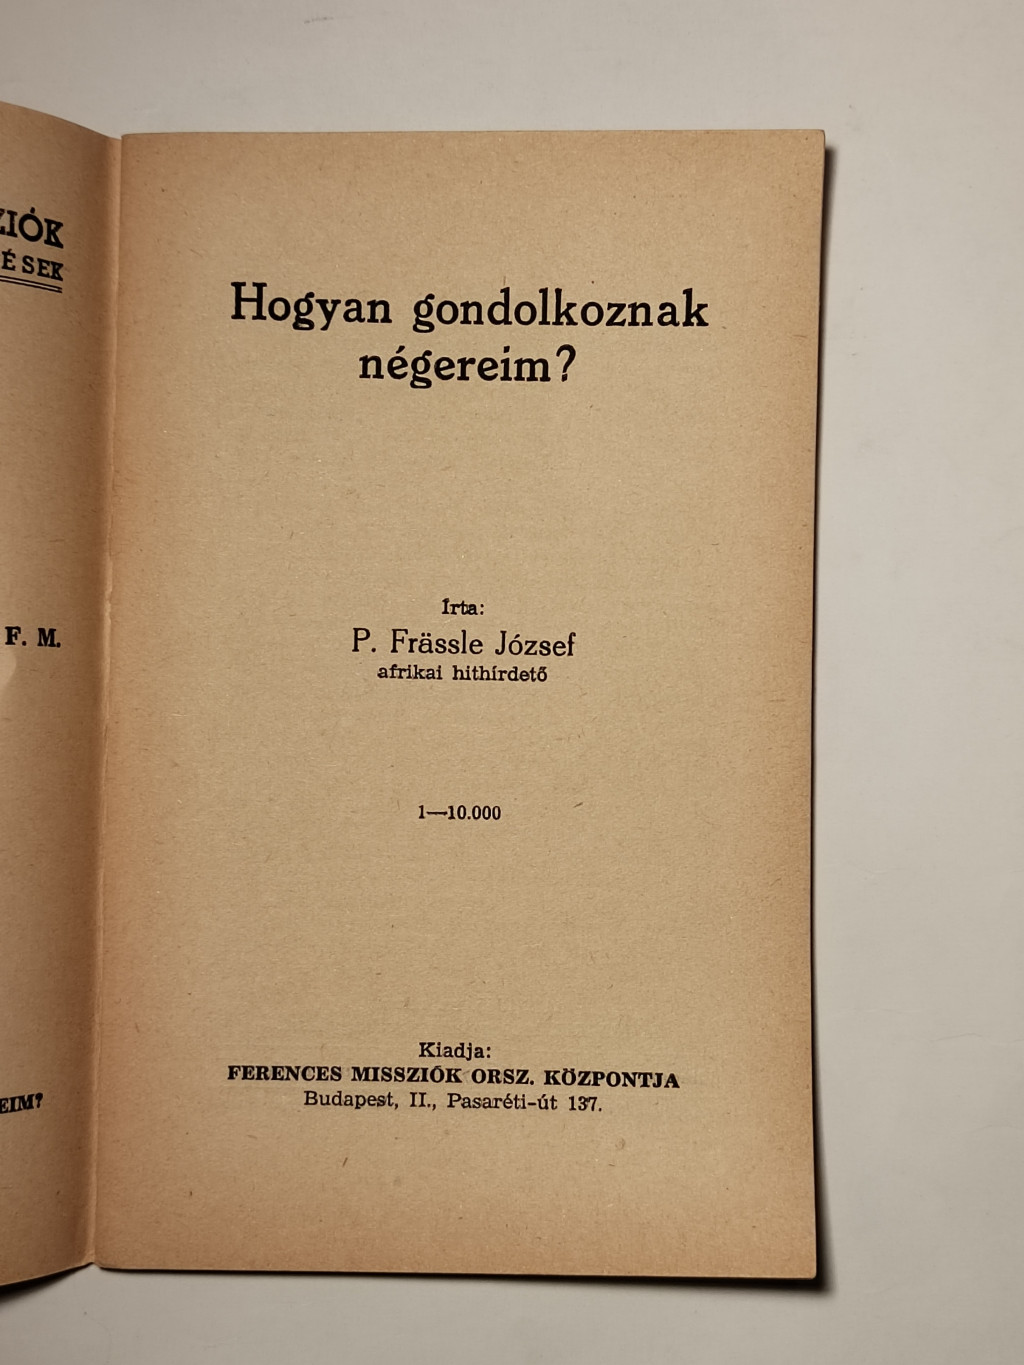 ZIÓK
ÉSEK
F. M.
EIM?
Hogyan gondolkoznak
négereim?
Írta:
P. Frässle József
afrikai hithírdető
1—10.000
Kiadja:
FERENCES MISSZIÓK ORSZ. KÖZPONTJA
Budapest, II., Pasaréti-út 137.